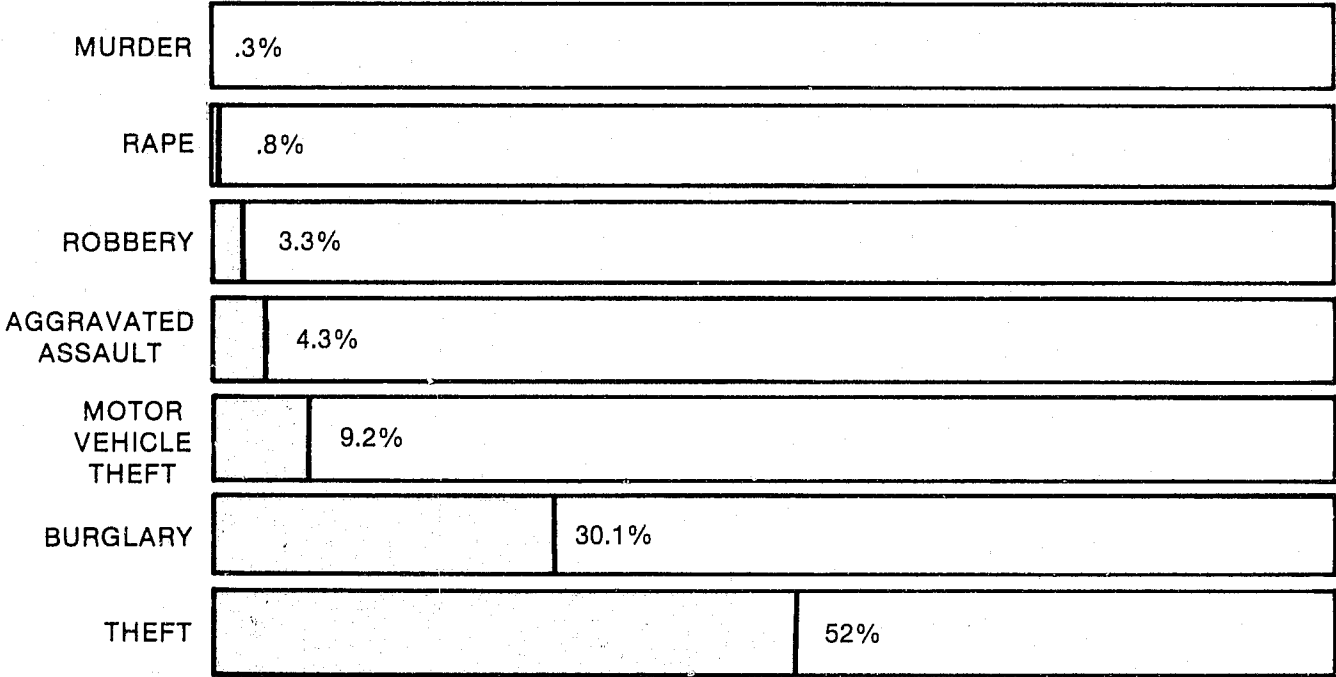 MURDER .3%
RAPE .8%
ROBBERY 3.3%
AGGRAVATED
ASSAULT 4.3%
MOTOR
VEHICLE 9.2%
THEFT
BURGLARY 30.1%
THEFT 52%